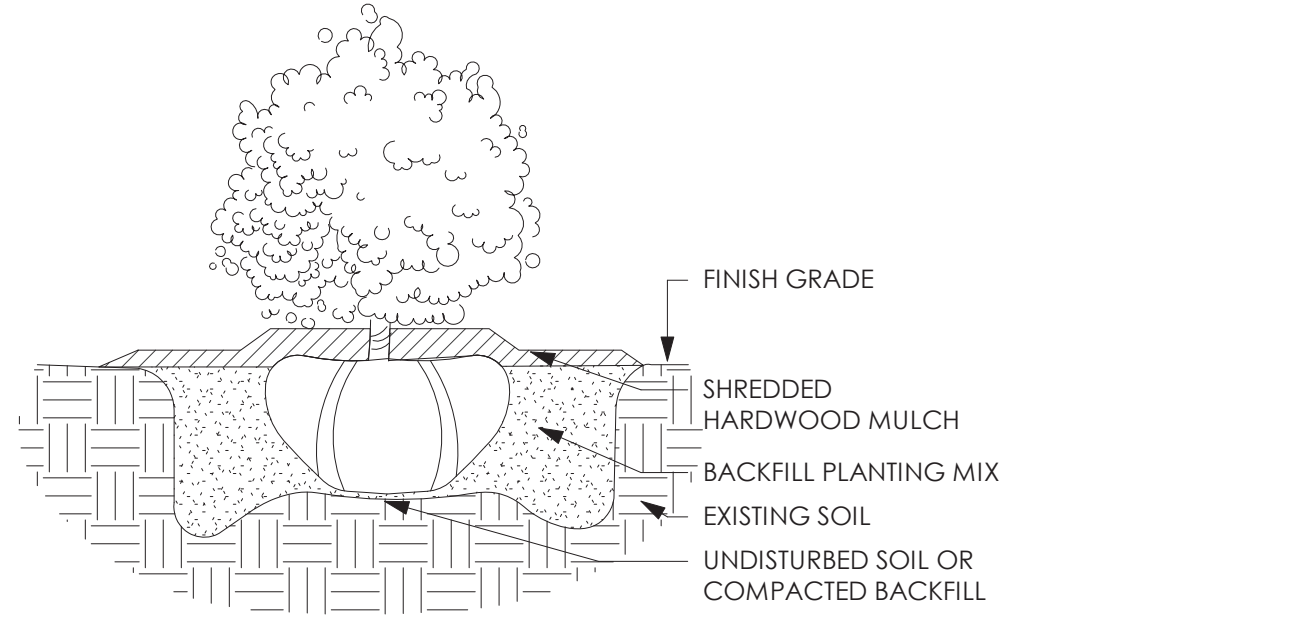 FINISH GRADE
SHREDDED
HARDWOOD MULCH
BACKFILL PLANTING MIX
EXISTING SOIL
UNDISTURBED SOIL OR
COMPACTED BACKFILL